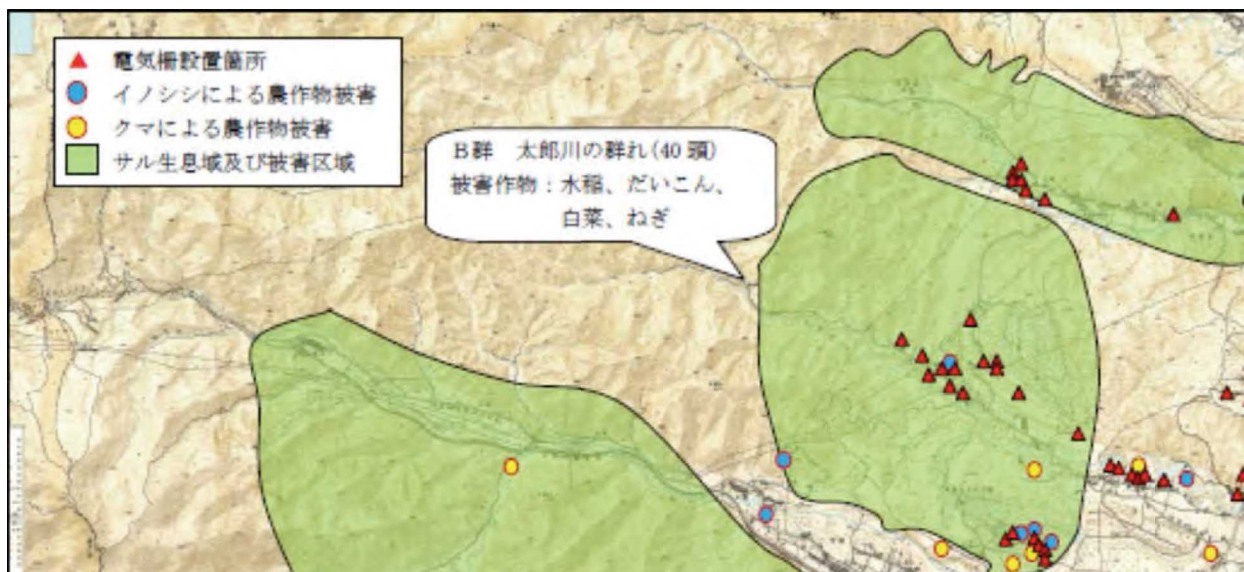 電気柵設置箇所
イノシシによる農作物被害
クマによる農作物被害
サル生息域及び被害区域
B群　太郎川の群れ(40頭)
被害作物：水稲、だいこん、
白菜、ねぎ